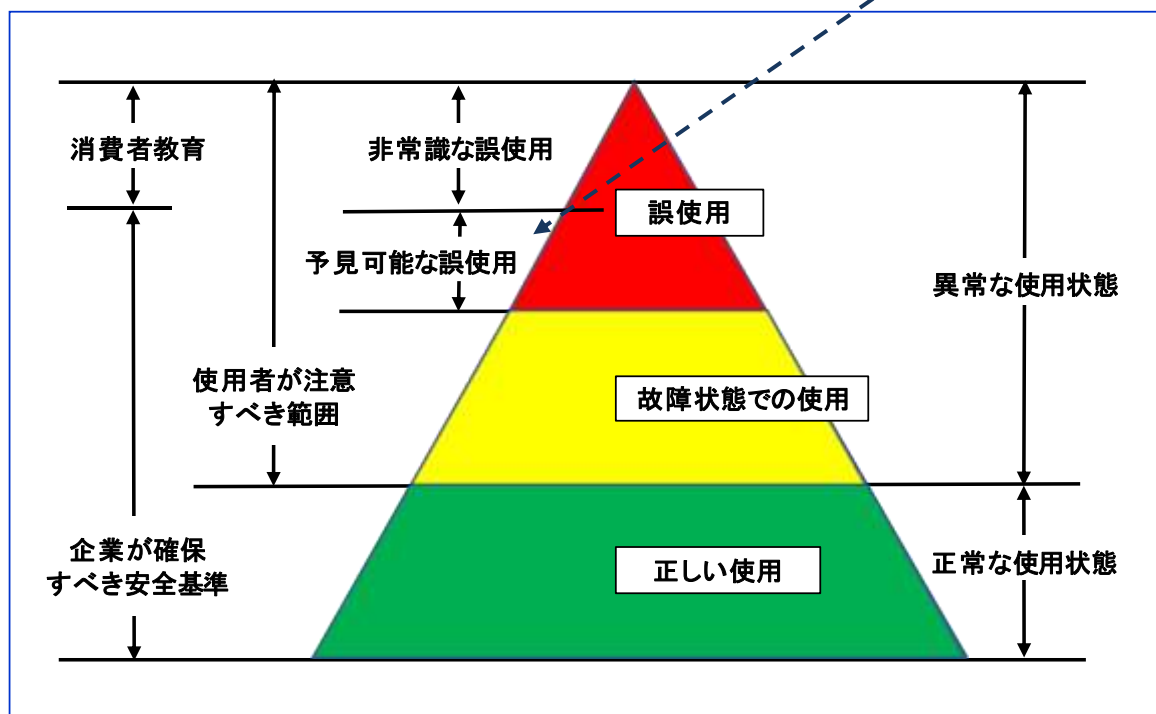 消費者教育
非常識な誤使用
誤使用
予見可能な誤使用
異常な使用状態
使用者が注意
すべき範囲
故障状態での使用
企業が確保
すべき安全基準
正しい使用
正常な使用状態